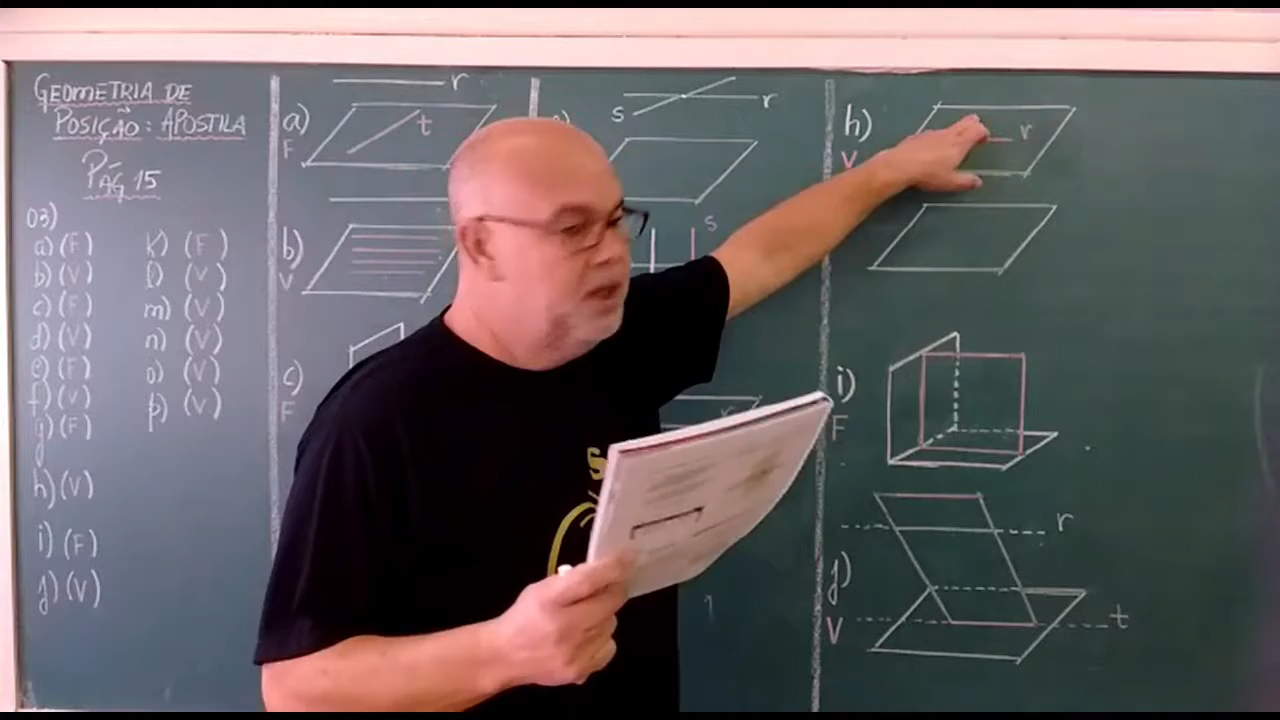 GEOMETRIA DE
POSIÇÃO: APOSTILA
PÁG 15
03)
a) (F)
b) (V)
c) (F)
d) (V)
e) (F)
f) (V)
g) (F)
h) (V)
i) (F)
j) (V)
k) (F)
l) (V)
m) (V)
n) (V)
o) (V)
p) (V)
r
a)
t
F
b)
V
c)
F
s
r
s
h)
r
V
i)
F
r
j)
V
t